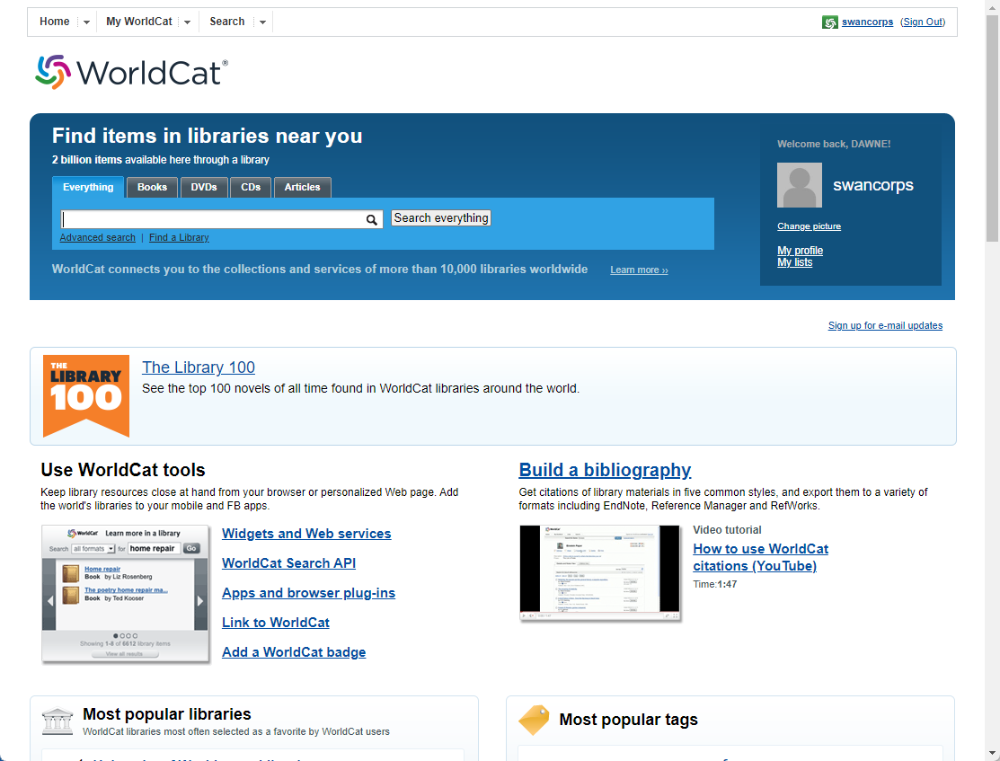 Home
My WorldCat
Search
swancorps (Sign Out)
WorldCat®
Find items in libraries near you
2 billion items available here through a library
Everything
Books
DVDs
CDs
Articles
Search everything
Advanced search | Find a Library
WorldCat connects you to the collections and services of more than 10,000 libraries worldwide
Learn more ››
Welcome back, DAWNE!
swancorps
Change picture
My profile
My lists
Sign up for e-mail updates
THE
LIBRARY
100
The Library 100
See the top 100 novels of all time found in WorldCat libraries around the world.
Use WorldCat tools
Keep library resources close at hand from your browser or personalized Web page. Add
the world's libraries to your mobile and FB apps.
WorldCat Learn more in a library
Search all formats for home repair Go
Home repair
Book by Liz Rosenberg
The poetry home repair ma...
Book by Ted Kooser
Showing 1-8 of 6612 library items
View all results
Widgets and Web services
WorldCat Search API
Apps and browser plug-ins
Link to WorldCat
Add a WorldCat badge
Build a bibliography
Get citations of library materials in five common styles, and export them to a variety of
formats including EndNote, Reference Manager and RefWorks.
Video tutorial
How to use WorldCat
citations (YouTube)
Time:1:47
Most popular libraries
WorldCat libraries most often selected as a favorite by WorldCat users
Most popular tags